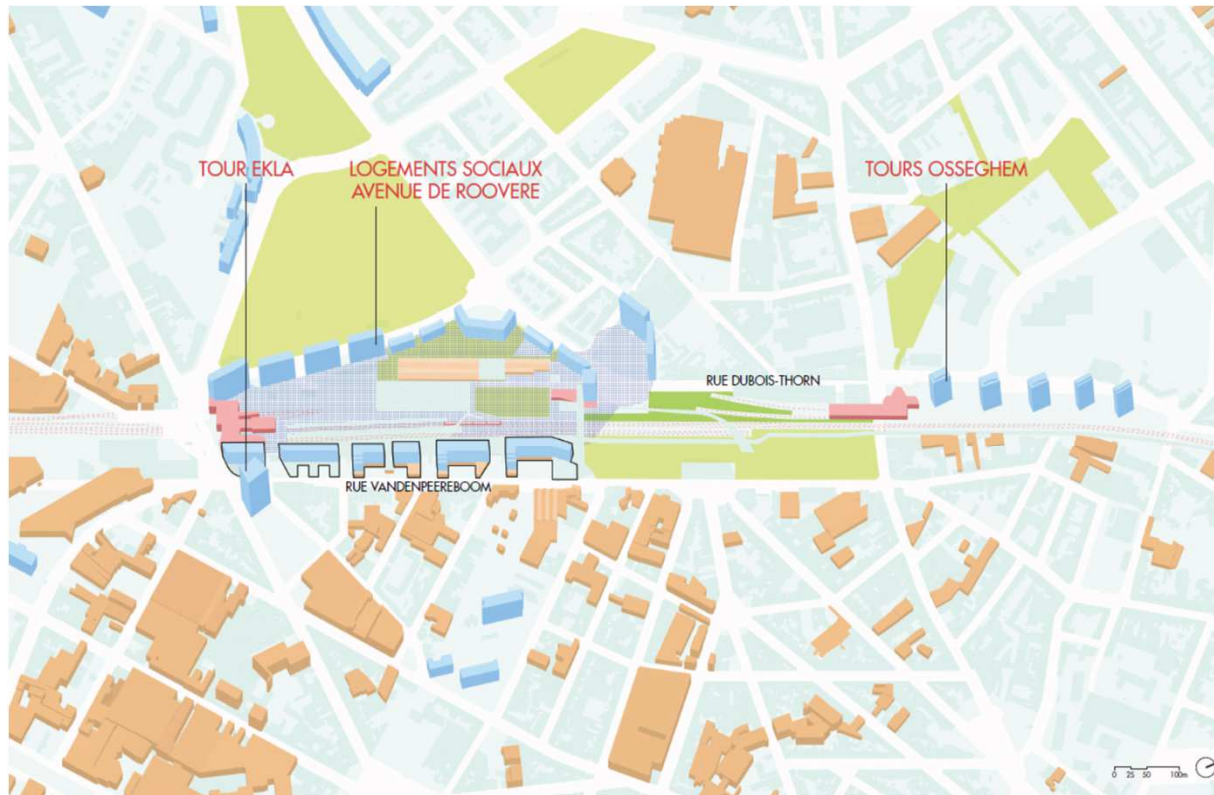 TOUR EKLA
LOGEMENTS SOCIAUX
AVENUE DE ROOVERE
TOURS OSSEGHEM
RUE DUBOIS-THORN
RUE VANDENPEEREBOOM
0 25 50 100m